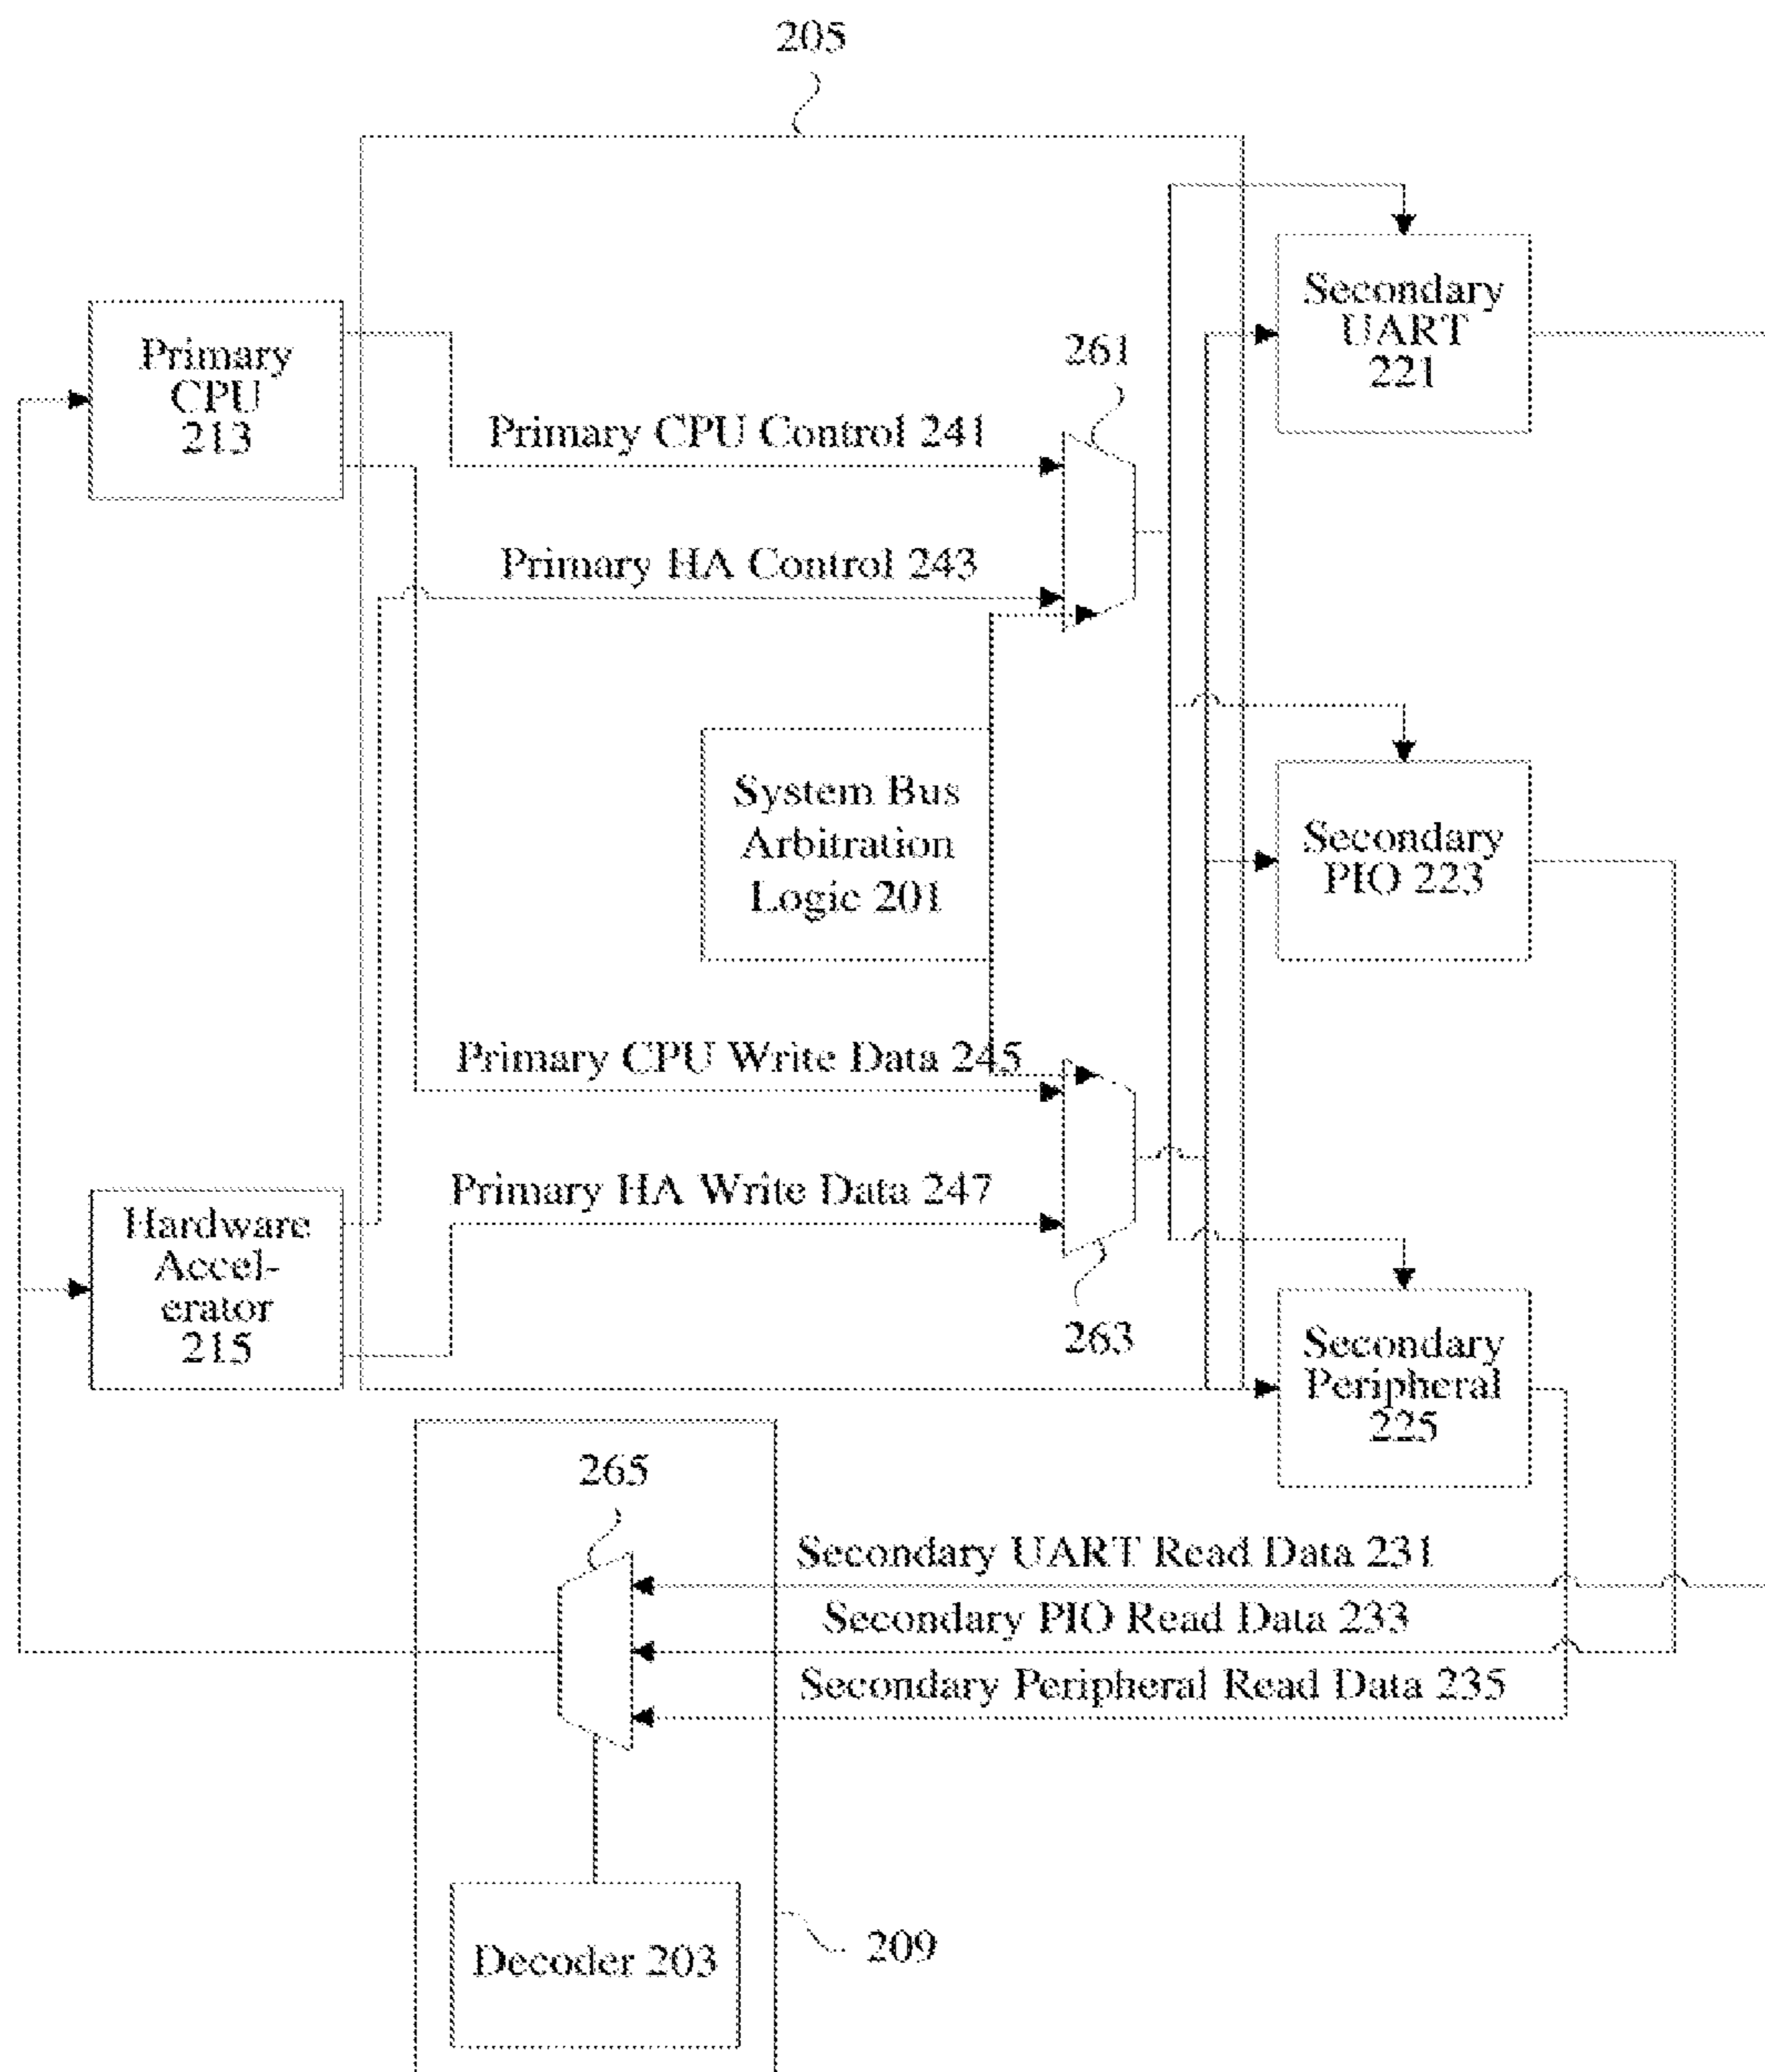 205
Secondary
UART
221
Primary
CPU
213
261
Primary CPU Control 241
Primary HA Control 243
System Bus
Arbitration
Logic 201
Secondary
PIO 223
Primary CPU Write Data 245
Primary HA Write Data 247
Hardware
Accel-
erator
215
263
Secondary
Peripheral
225
265
Secondary UART Read Data 231
Secondary PIO Read Data 233
Secondary Peripheral Read Data 235
Decoder 203
209